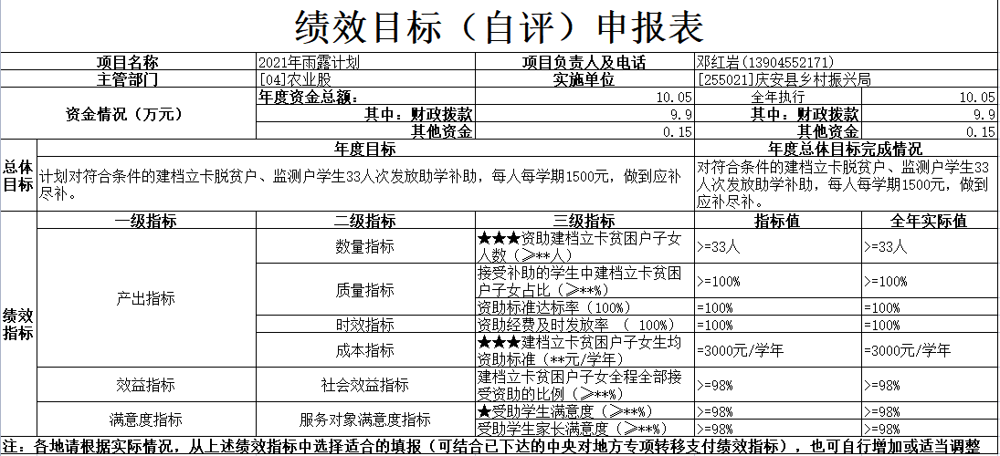 绩效目标（自评）申报表
项目名称 2021年雨露计划 项目负责人及电话 邓红岩(13904552171)
主管部门 [04]农业股 实施单位 [255021]庆安县乡村振兴局
资金情况（万元） 年度资金总额： 10.05 全年执行 10.05
其中：财政拨款 9.9 其中：财政拨款 9.9
其他资金 0.15 其他资金 0.15
总体目标 年度目标 年度总体目标完成情况
计划对符合条件的建档立卡脱贫户、监测户学生33人次发放助学补助，每人每学期1500元，做到应补
尽补。
对符合条件的建档立卡脱贫户、监测户学生33
人次发放助学补助，每人每学期1500元，做到
应补尽补。
绩效指标 一级指标 二级指标 三级指标 指标值 全年实际值
产出指标 数量指标 ★★★资助建档立卡贫困户子女
人数（≥**人） >=33人 >=33人
质量指标 接受补助的学生中建档立卡贫困
户子女占比（≥**%） >=100% >=100%
资助标准达标率（100%） =100% =100%
时效指标 资助经费及时发放率 （ 100%） =100% =100%
成本指标 ★★★建档立卡贫困户子女生均
资助标准（**元/学年） =3000元/学年 =3000元/学年
效益指标 社会效益指标 建档立卡贫困户子女全程全部接
受资助的比例（≥**%） >=98% >=98%
满意度指标 服务对象满意度指标 ★受助学生满意度（≥**%） >=98% >=98%
受助学生家长满意度（≥**%） >=98% >=98%
注：各地请根据实际情况，从上述绩效指标中选择适合的填报（可结合已下达的中央对地方专项转移支付绩效指标），也可自行增加或适当调整